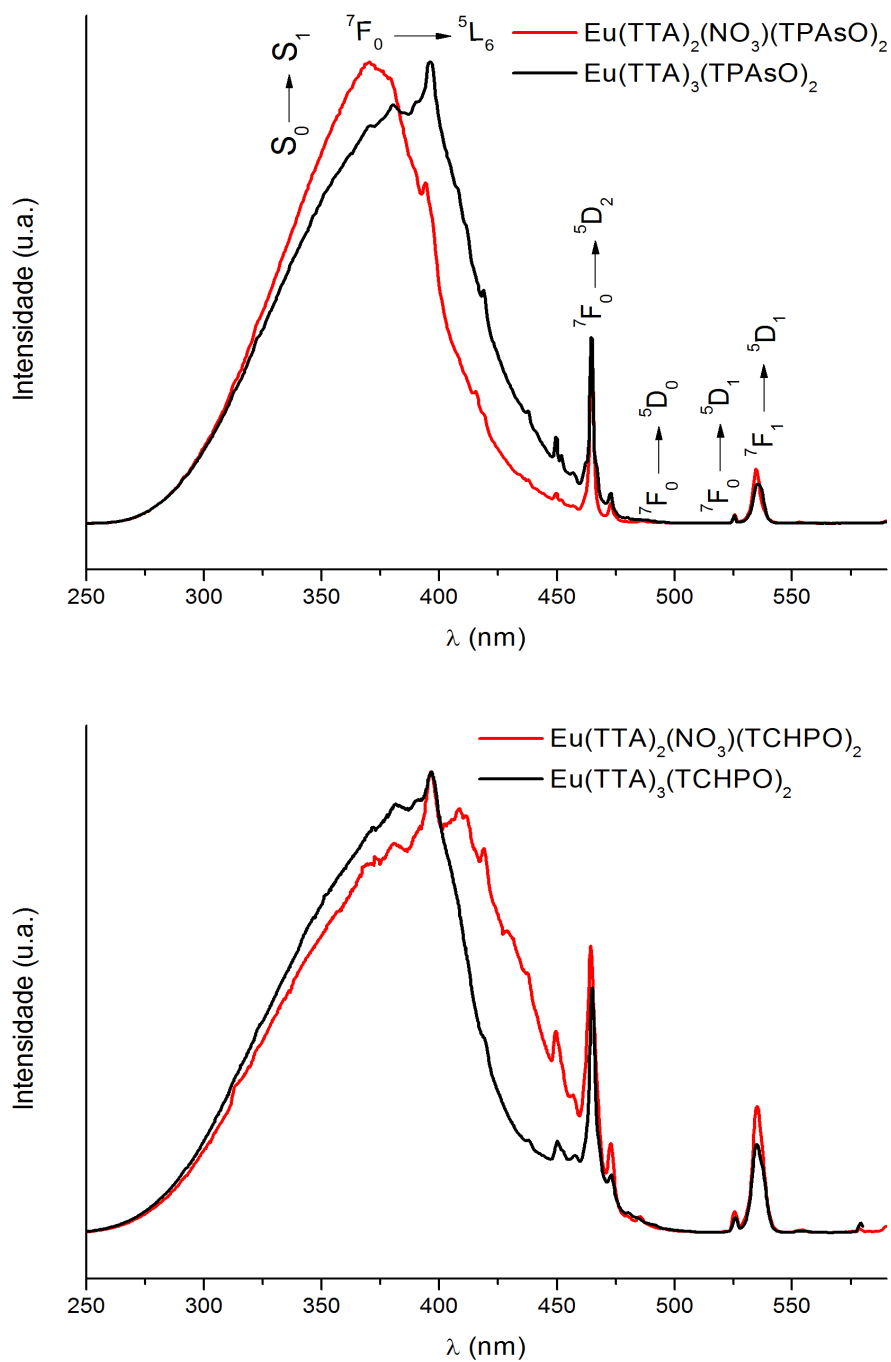 Eu(TTA)₂(NO₃)(TPAsO)₂
Eu(TTA)₃(TPAsO)₂
⁷F₀ → ⁵L₆
S₀ → S₁
⁷F₀ → ⁵D₂
⁷F₀ → ⁵D₀
⁷F₀ → ⁵D₁
⁷F₁ → ⁵D₁
Intensidade (u.a.)
250 300 350 400 450 500 550
λ (nm)
Eu(TTA)₂(NO₃)(TCHPO)₂
Eu(TTA)₃(TCHPO)₂
Intensidade (u.a.)
250 300 350 400 450 500 550
λ (nm)